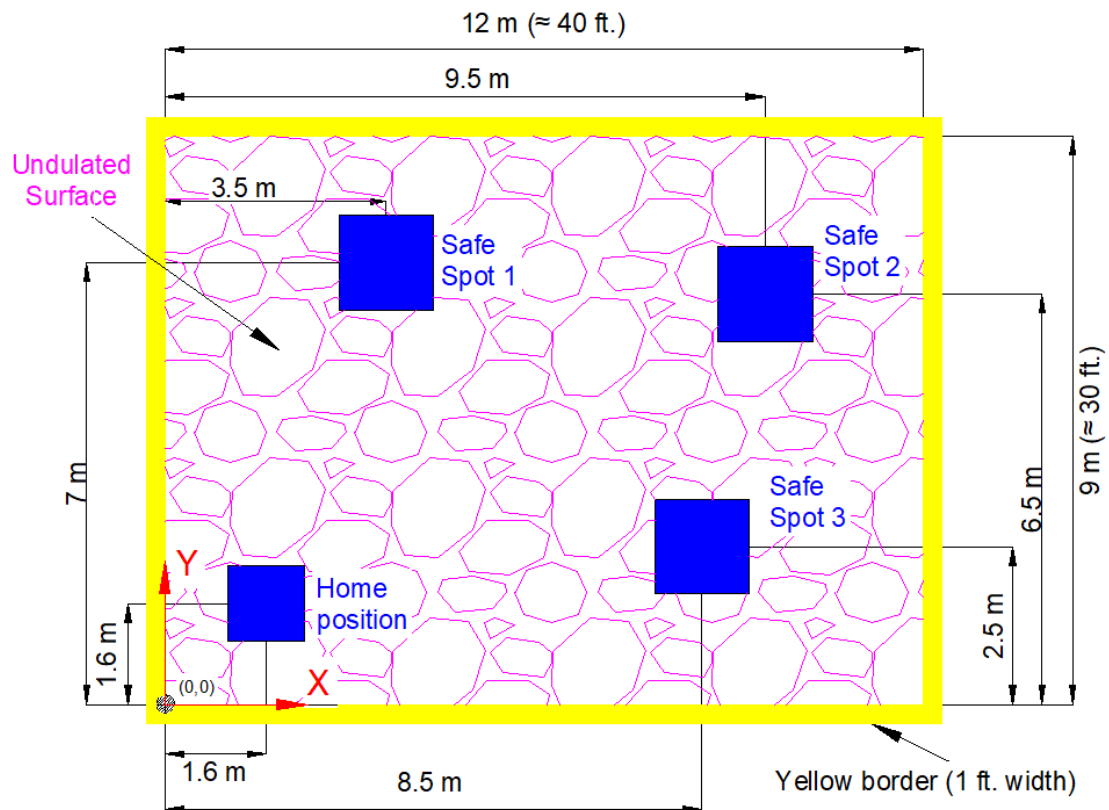 12 m (≈ 40 ft.)
9.5 m
Undulated
Surface
3.5 m
Safe
Spot 1
Safe
Spot 2
7 m
9 m (≈ 30 ft.)
6.5 m
Safe
Spot 3
Y
Home
position
1.6 m
2.5 m
(0,0)
X
1.6 m
8.5 m
Yellow border (1 ft. width)